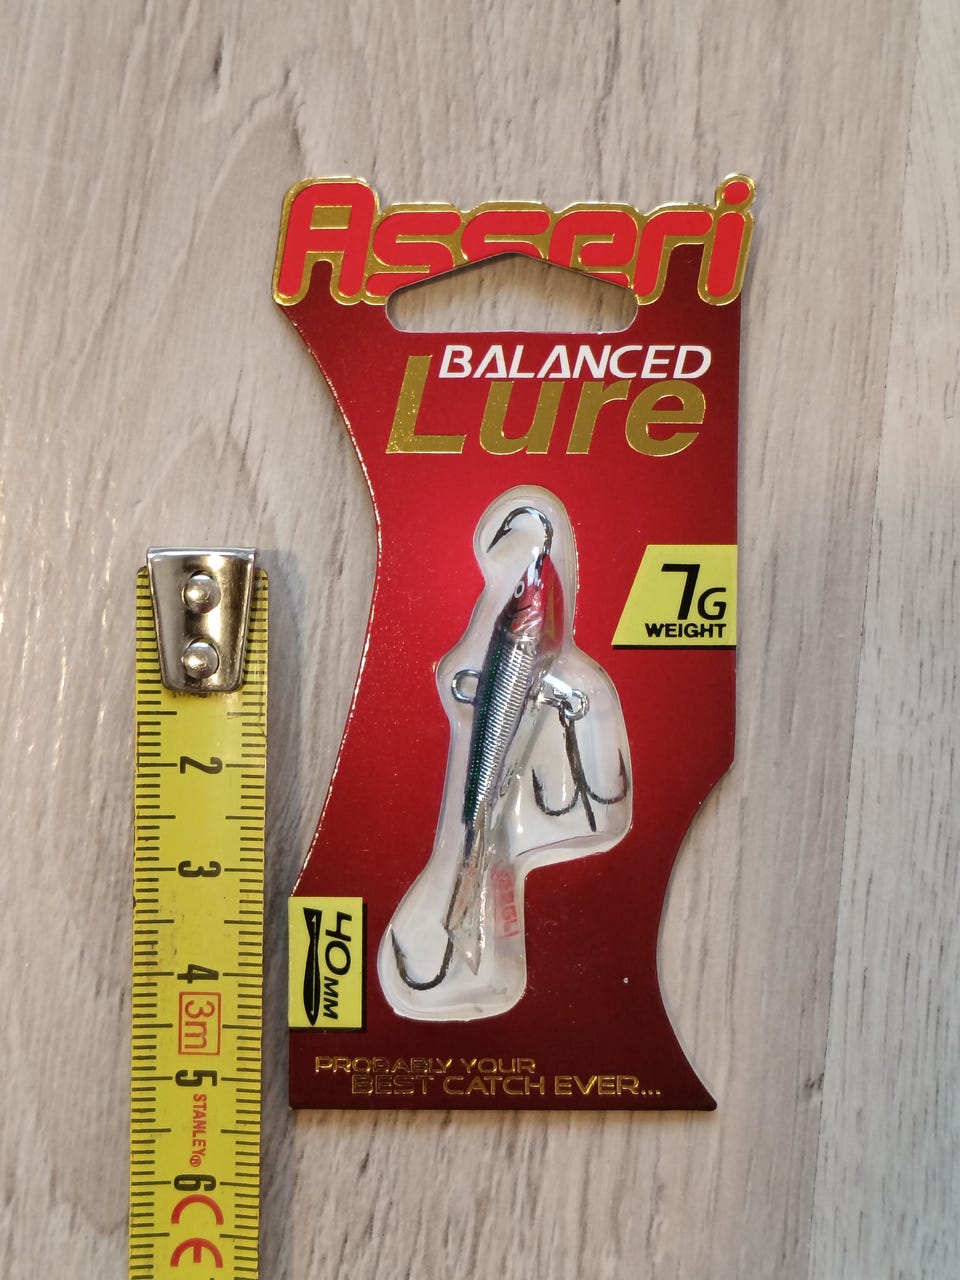 Asseri
BALANCED
Lure
7G
WEIGHT
40MM
PROBABLY YOUR
BEST CATCH EVER...
2
3
4
3m
5
STANLEY®
6
CE